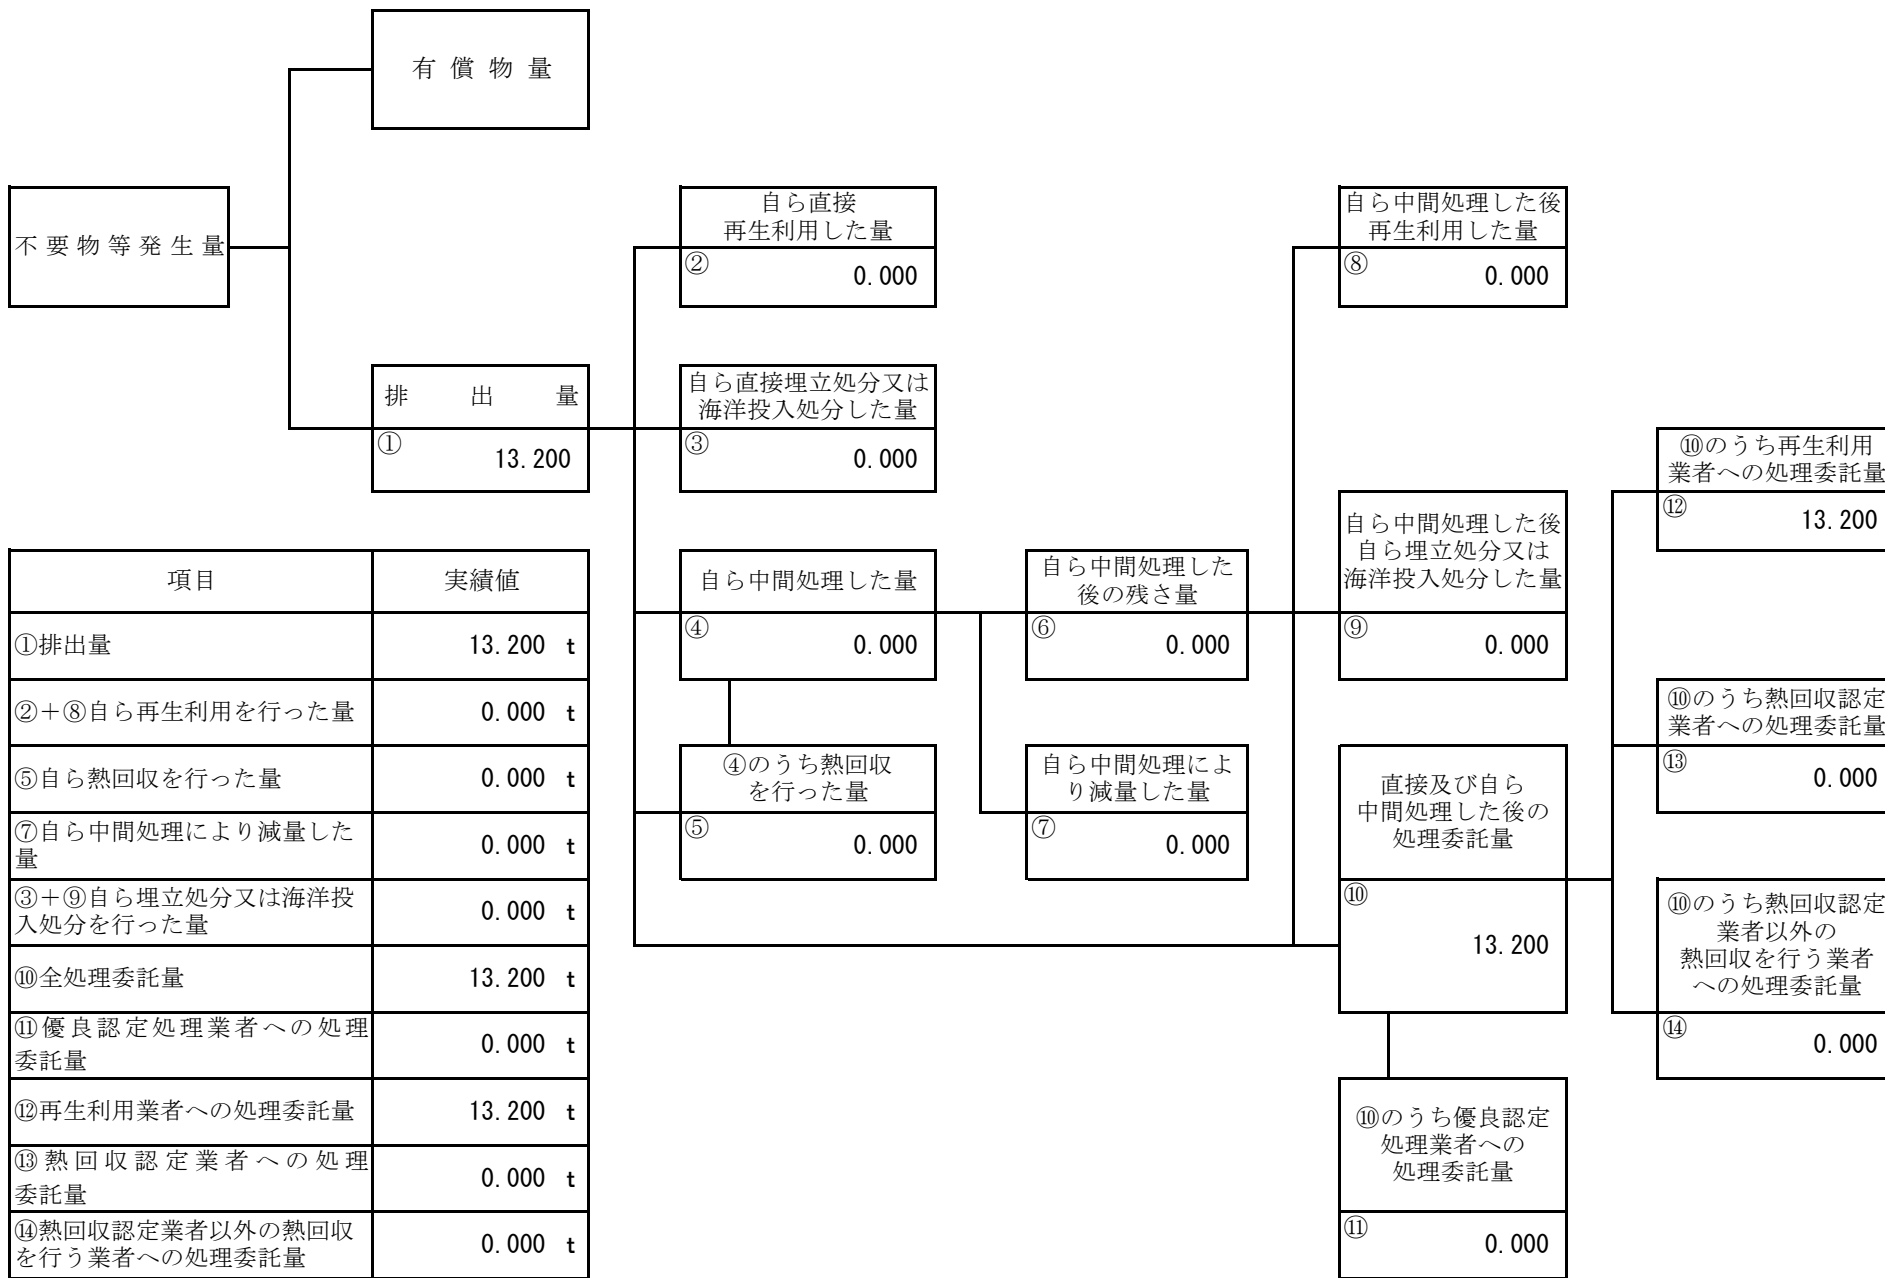 有償物量
不要物等発生量
自ら直接
再生利用した量
②
0.000
自ら中間処理した後
再生利用した量
⑧
0.000
排出量
①
13.200
自ら直接埋立処分又は
海洋投入処分した量
③
0.000
⑩のうち再生利用
業者への処理委託量
⑫
13.200
自ら中間処理した量
④
0.000
自ら中間処理した
後の残さ量
⑥
0.000
自ら中間処理した後
自ら埋立処分又は
海洋投入処分した量
⑨
0.000
⑩のうち熱回収認定
業者への処理委託量
⑬
0.000
④のうち熱回収
を行った量
⑤
0.000
自ら中間処理によ
り減量した量
⑦
0.000
直接及び自ら
中間処理した後の
処理委託量
⑩
13.200
⑩のうち熱回収認定
業者以外の
熱回収を行う業者
への処理委託量
⑭
0.000
⑩のうち優良認定
処理業者への
処理委託量
⑪
0.000
項目 実績値
①排出量 13.200 t
②+⑧自ら再生利用を行った量 0.000 t
⑤自ら熱回収を行った量 0.000 t
⑦自ら中間処理により減量した
量 0.000 t
③+⑨自ら埋立処分又は海洋投
入処分を行った量 0.000 t
⑩全処理委託量 13.200 t
⑪優良認定処理業者への処理
委託量 0.000 t
⑫再生利用業者への処理委託量 13.200 t
⑬熱回収認定業者への処理
委託量 0.000 t
⑭熱回収認定業者以外の熱回収
を行う業者への処理委託量 0.000 t